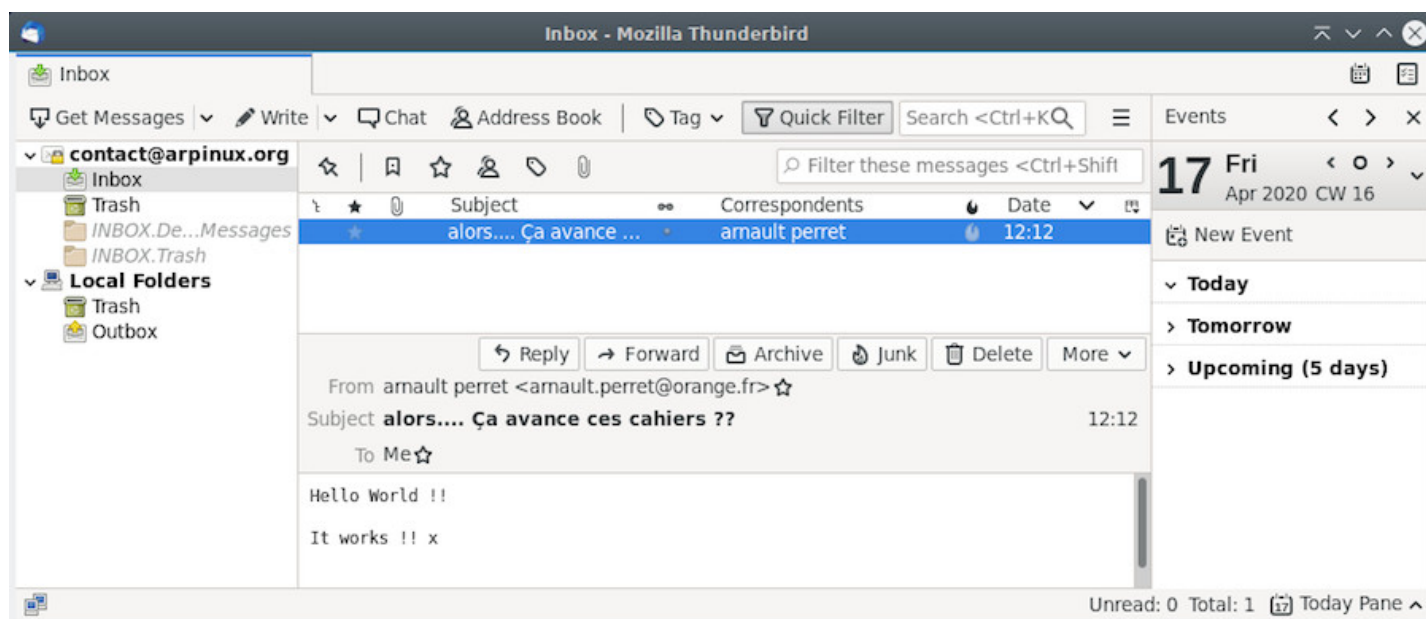 Inbox - Mozilla Thunderbird
Inbox
Get Messages Write Chat Address Book Tag Quick Filter Search <Ctrl+K
Events
contact@arpinux.org
Inbox
Trash
INBOX.De...Messages
INBOX.Trash
Local Folders
Trash
Outbox
Filter these messages <Ctrl+Shift
Subject Correspondents Date
alors.... Ça avance ... arnault perret 12:12
Reply Forward Archive Junk Delete More
From arnault perret <arnault.perret@orange.fr>
Subject alors.... Ça avance ces cahiers ?? 12:12
To Me
Hello World !!
It works !! x
17 Fri
Apr 2020 CW 16
New Event
Today
Tomorrow
Upcoming (5 days)
Unread: 0 Total: 1 17 Today Pane